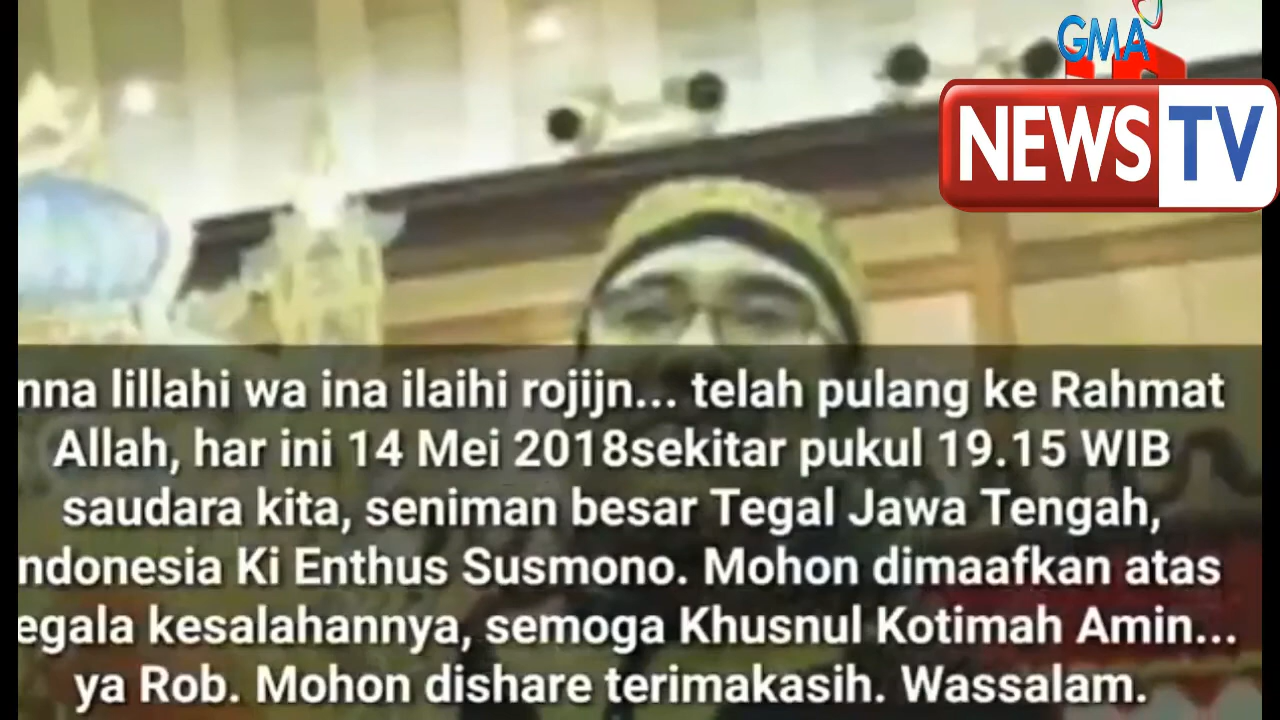 GMA
NEWS TV
nna lillahi wa ina ilaihi rojijn... telah pulang ke Rahmat
Allah, har ini 14 Mei 2018sekitar pukul 19.15 WIB
saudara kita, seniman besar Tegal Jawa Tengah,
ndonesia Ki Enthus Susmono. Mohon dimaafkan atas
egala kesalahannya, semoga Khusnul Kotimah Amin...
ya Rob. Mohon dishare terimakasih. Wassalam.